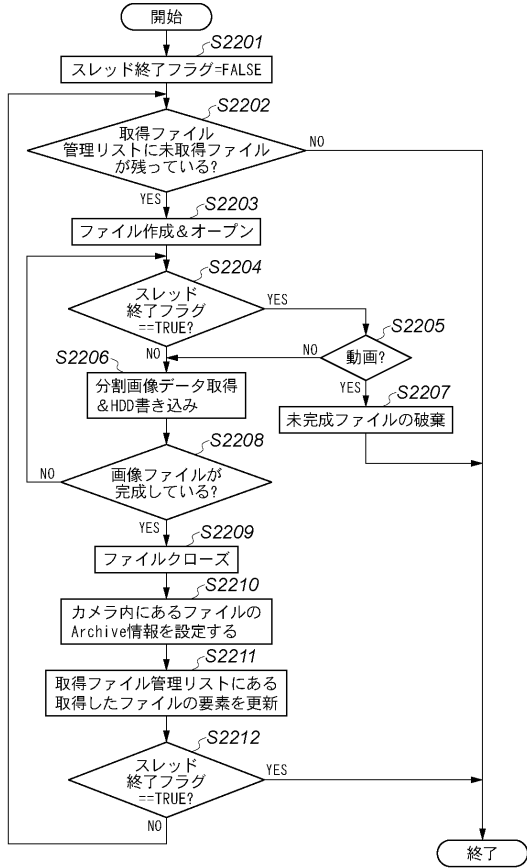 開始
S2201
スレッド終了フラグ=FALSE
S2202
取得ファイル
管理リストに未取得ファイル
が残っている?
NO
YES
S2203
ファイル作成&オープン
S2204
スレッド
終了フラグ
==TRUE?
YES
NO
S2205
動画?
NO
YES
S2206
分割画像データ取得
&HDD書き込み
S2207
未完成ファイルの破棄
S2208
画像ファイルが
完成している?
NO
YES
S2209
ファイルクローズ
S2210
カメラ内にあるファイルの
Archive情報を設定する
S2211
取得ファイル管理リストにある
取得したファイルの要素を更新
S2212
スレッド
終了フラグ
==TRUE?
YES
NO
終了